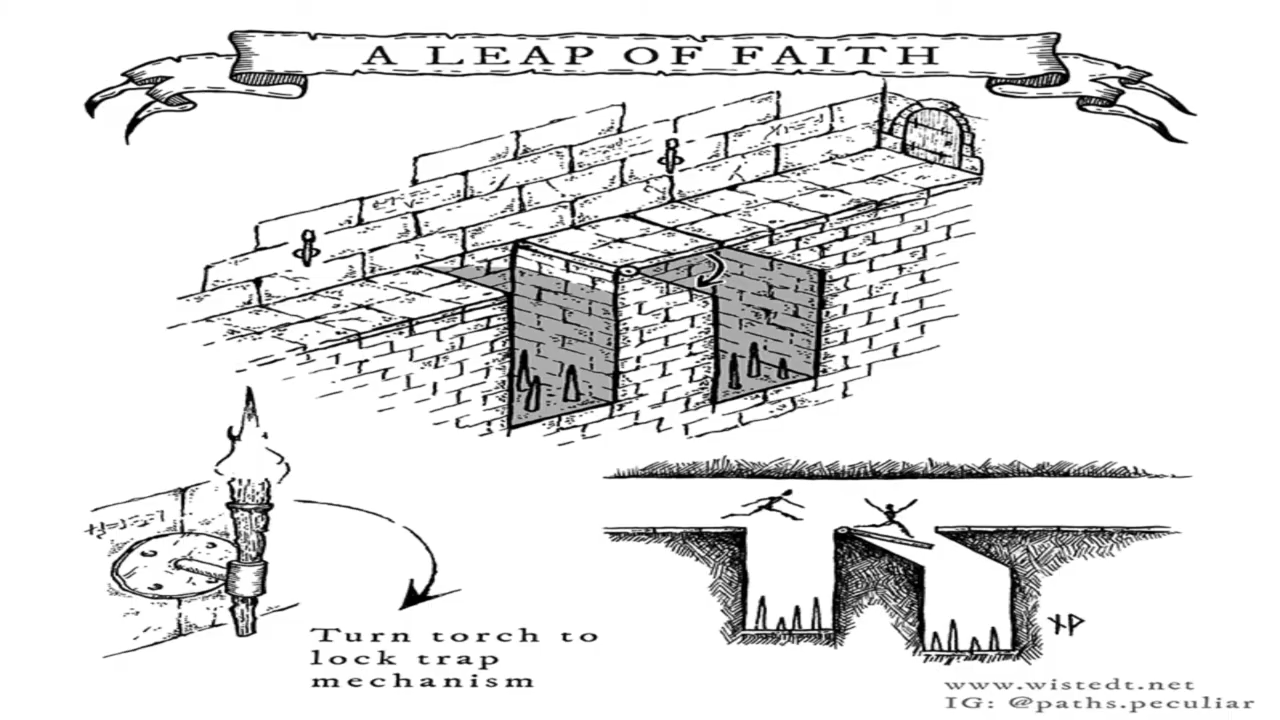 A LEAP OF FAITH
Turn torch to
lock trap
mechanism
www.wistedt.net
IG: @paths.peculiar